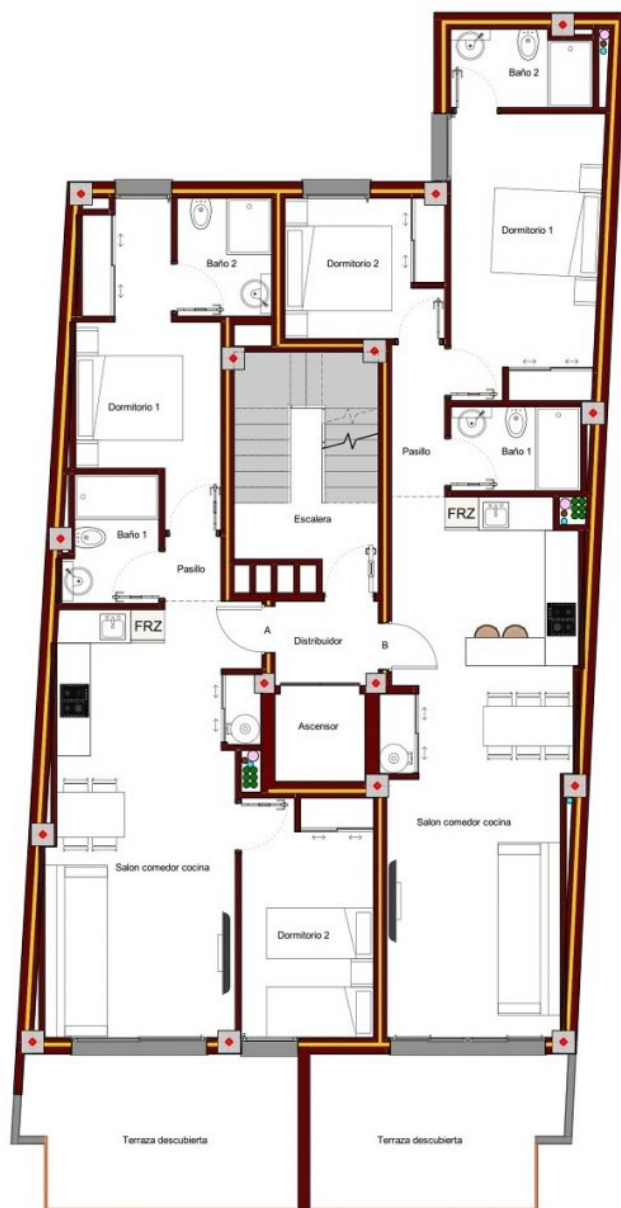 Baño 2
Dormitorio 1
Baño 2
Dormitorio 2
Dormitorio 1
Pasillo
Baño 1
Escalera
FRZ
Baño 1
Pasillo
FRZ
A
Distribuidor
B
Ascensor
Salon comedor cocina
Salon comedor cocina
Dormitorio 2
Terraza descubierta
Terraza descubierta